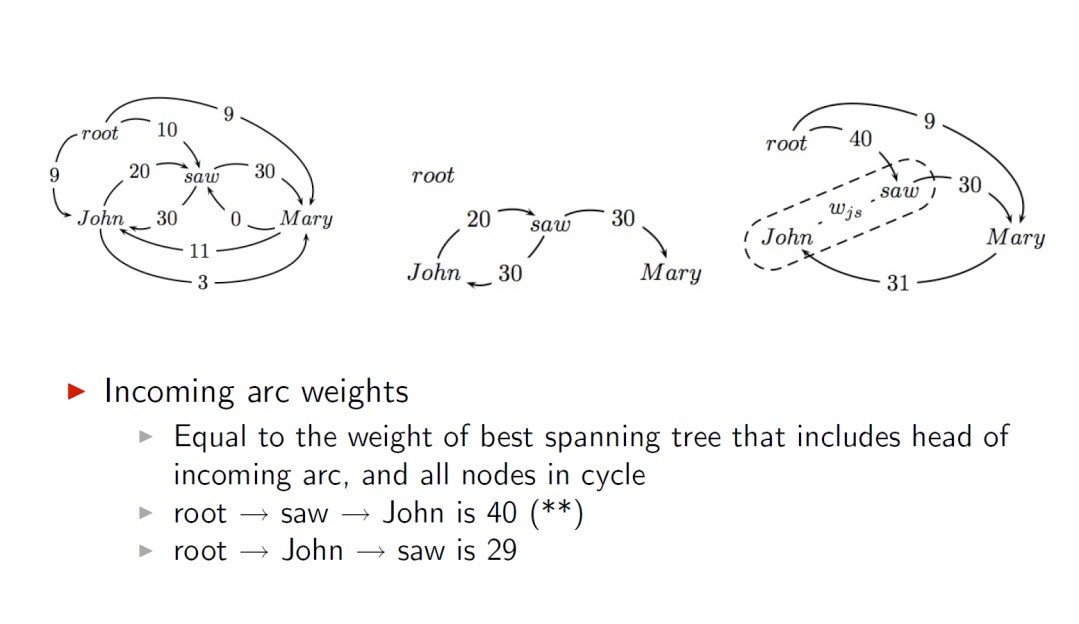 9
root 10
9 20 saw 30
John 30 0 Mary
11
3
root
20 saw 30
John 30 Mary
9
root 40
saw 30
w_js
John Mary
31
▶ Incoming arc weights
▶ Equal to the weight of best spanning tree that includes head of
incoming arc, and all nodes in cycle
▶ root → saw → John is 40 (**)
▶ root → John → saw is 29